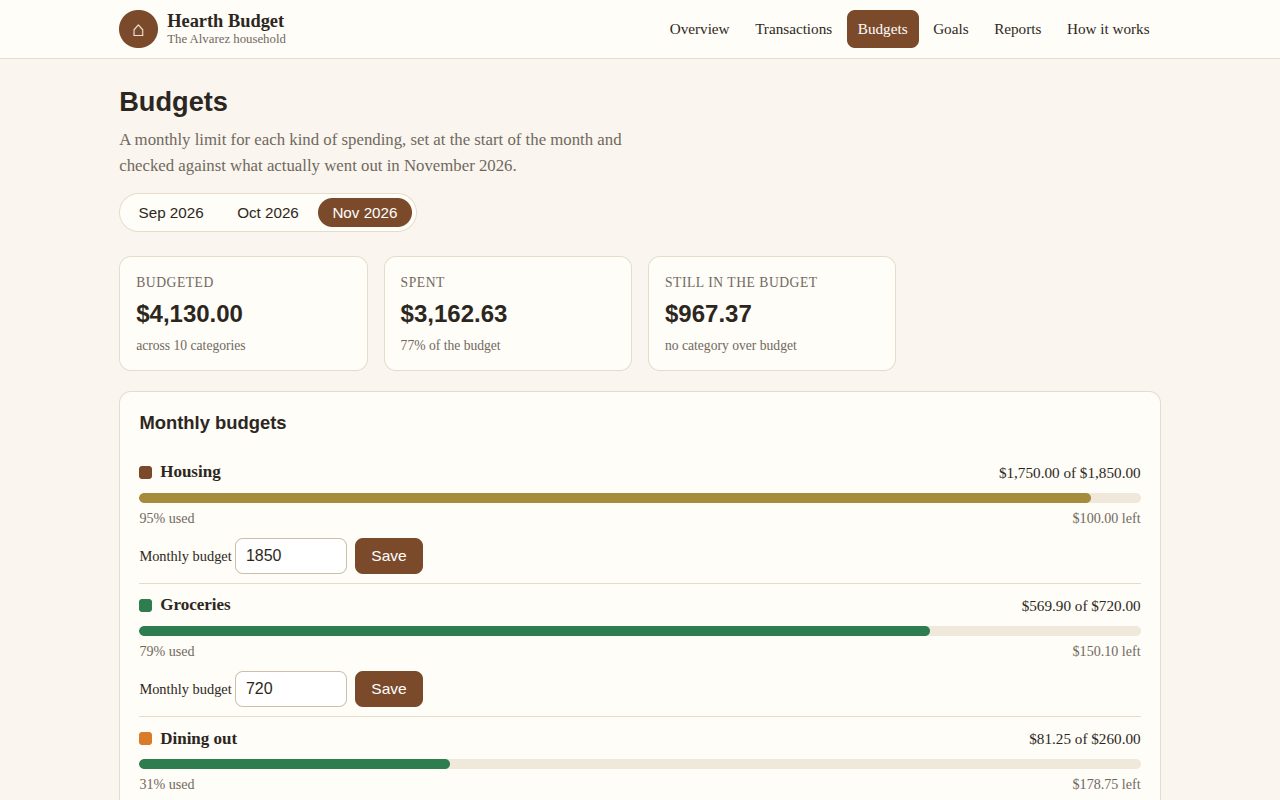 Hearth Budget
The Alvarez household
Overview
Transactions
Budgets
Goals
Reports
How it works
Budgets
A monthly limit for each kind of spending, set at the start of the month and
checked against what actually went out in November 2026.
Sep 2026
Oct 2026
Nov 2026
BUDGETED
$4,130.00
across 10 categories
SPENT
$3,162.63
77% of the budget
STILL IN THE BUDGET
$967.37
no category over budget
Monthly budgets
Housing
$1,750.00 of $1,850.00
95% used
$100.00 left
Monthly budget
1850
Save
Groceries
$569.90 of $720.00
79% used
$150.10 left
Monthly budget
720
Save
Dining out
$81.25 of $260.00
31% used
$178.75 left